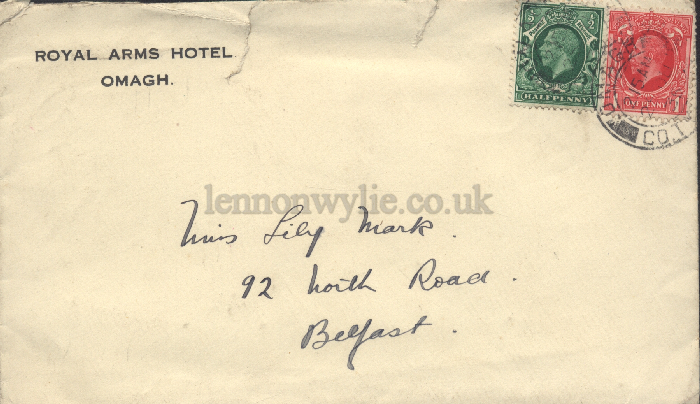 ROYAL ARMS HOTEL
OMAGH.
HALFPENNY
ONE PENNY
CO.T
lennonwylie.co.uk
Miss Lily Mark.
92 North Road.
Belfast.